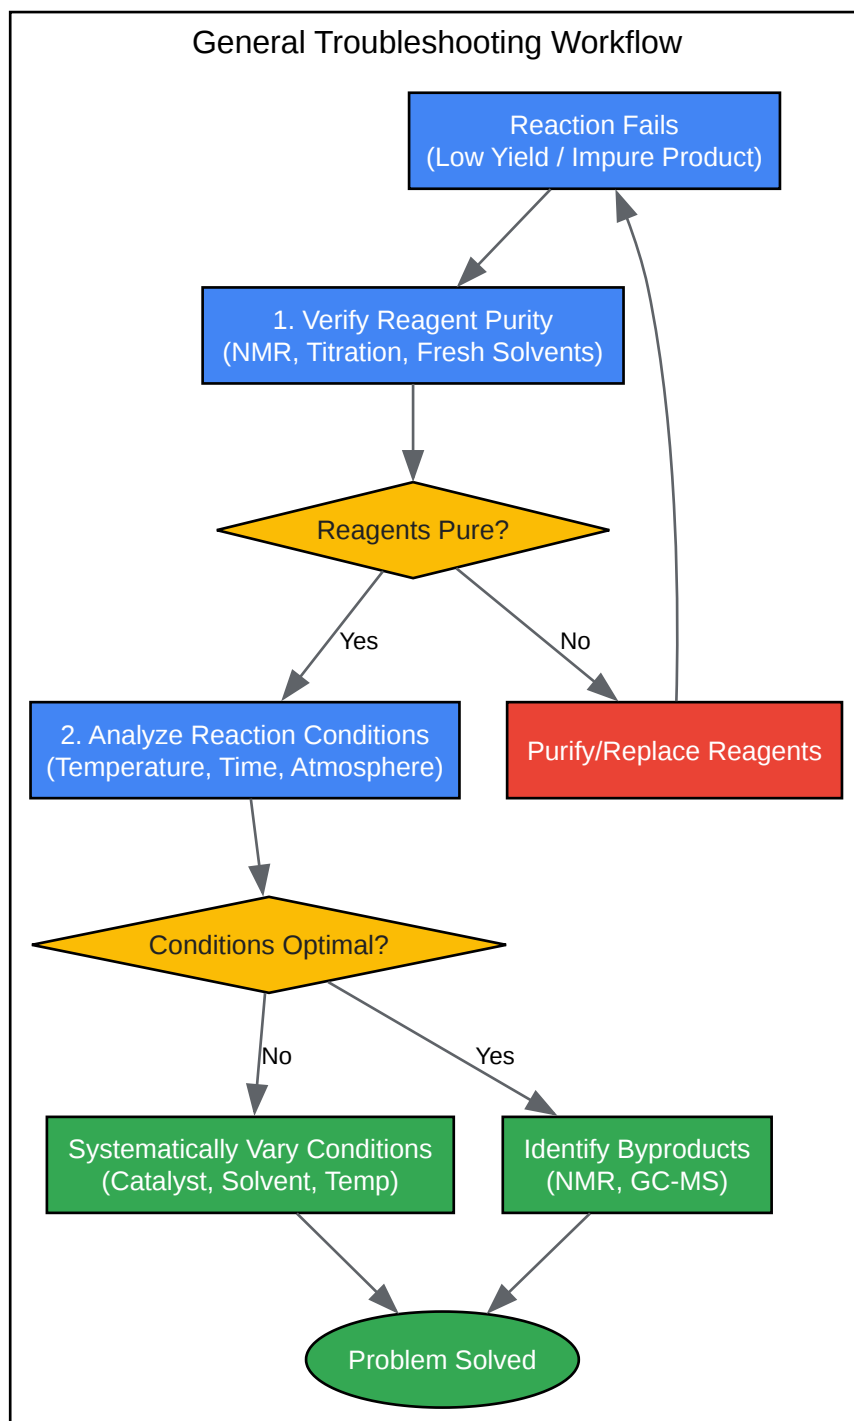 General Troubleshooting Workflow
Reaction Fails
(Low Yield / Impure Product)
1. Verify Reagent Purity
(NMR, Titration, Fresh Solvents)
Reagents Pure?
Yes
No
2. Analyze Reaction Conditions
(Temperature, Time, Atmosphere)
Purify/Replace Reagents
Conditions Optimal?
No
Yes
Systematically Vary Conditions
(Catalyst, Solvent, Temp)
Identify Byproducts
(NMR, GC-MS)
Problem Solved